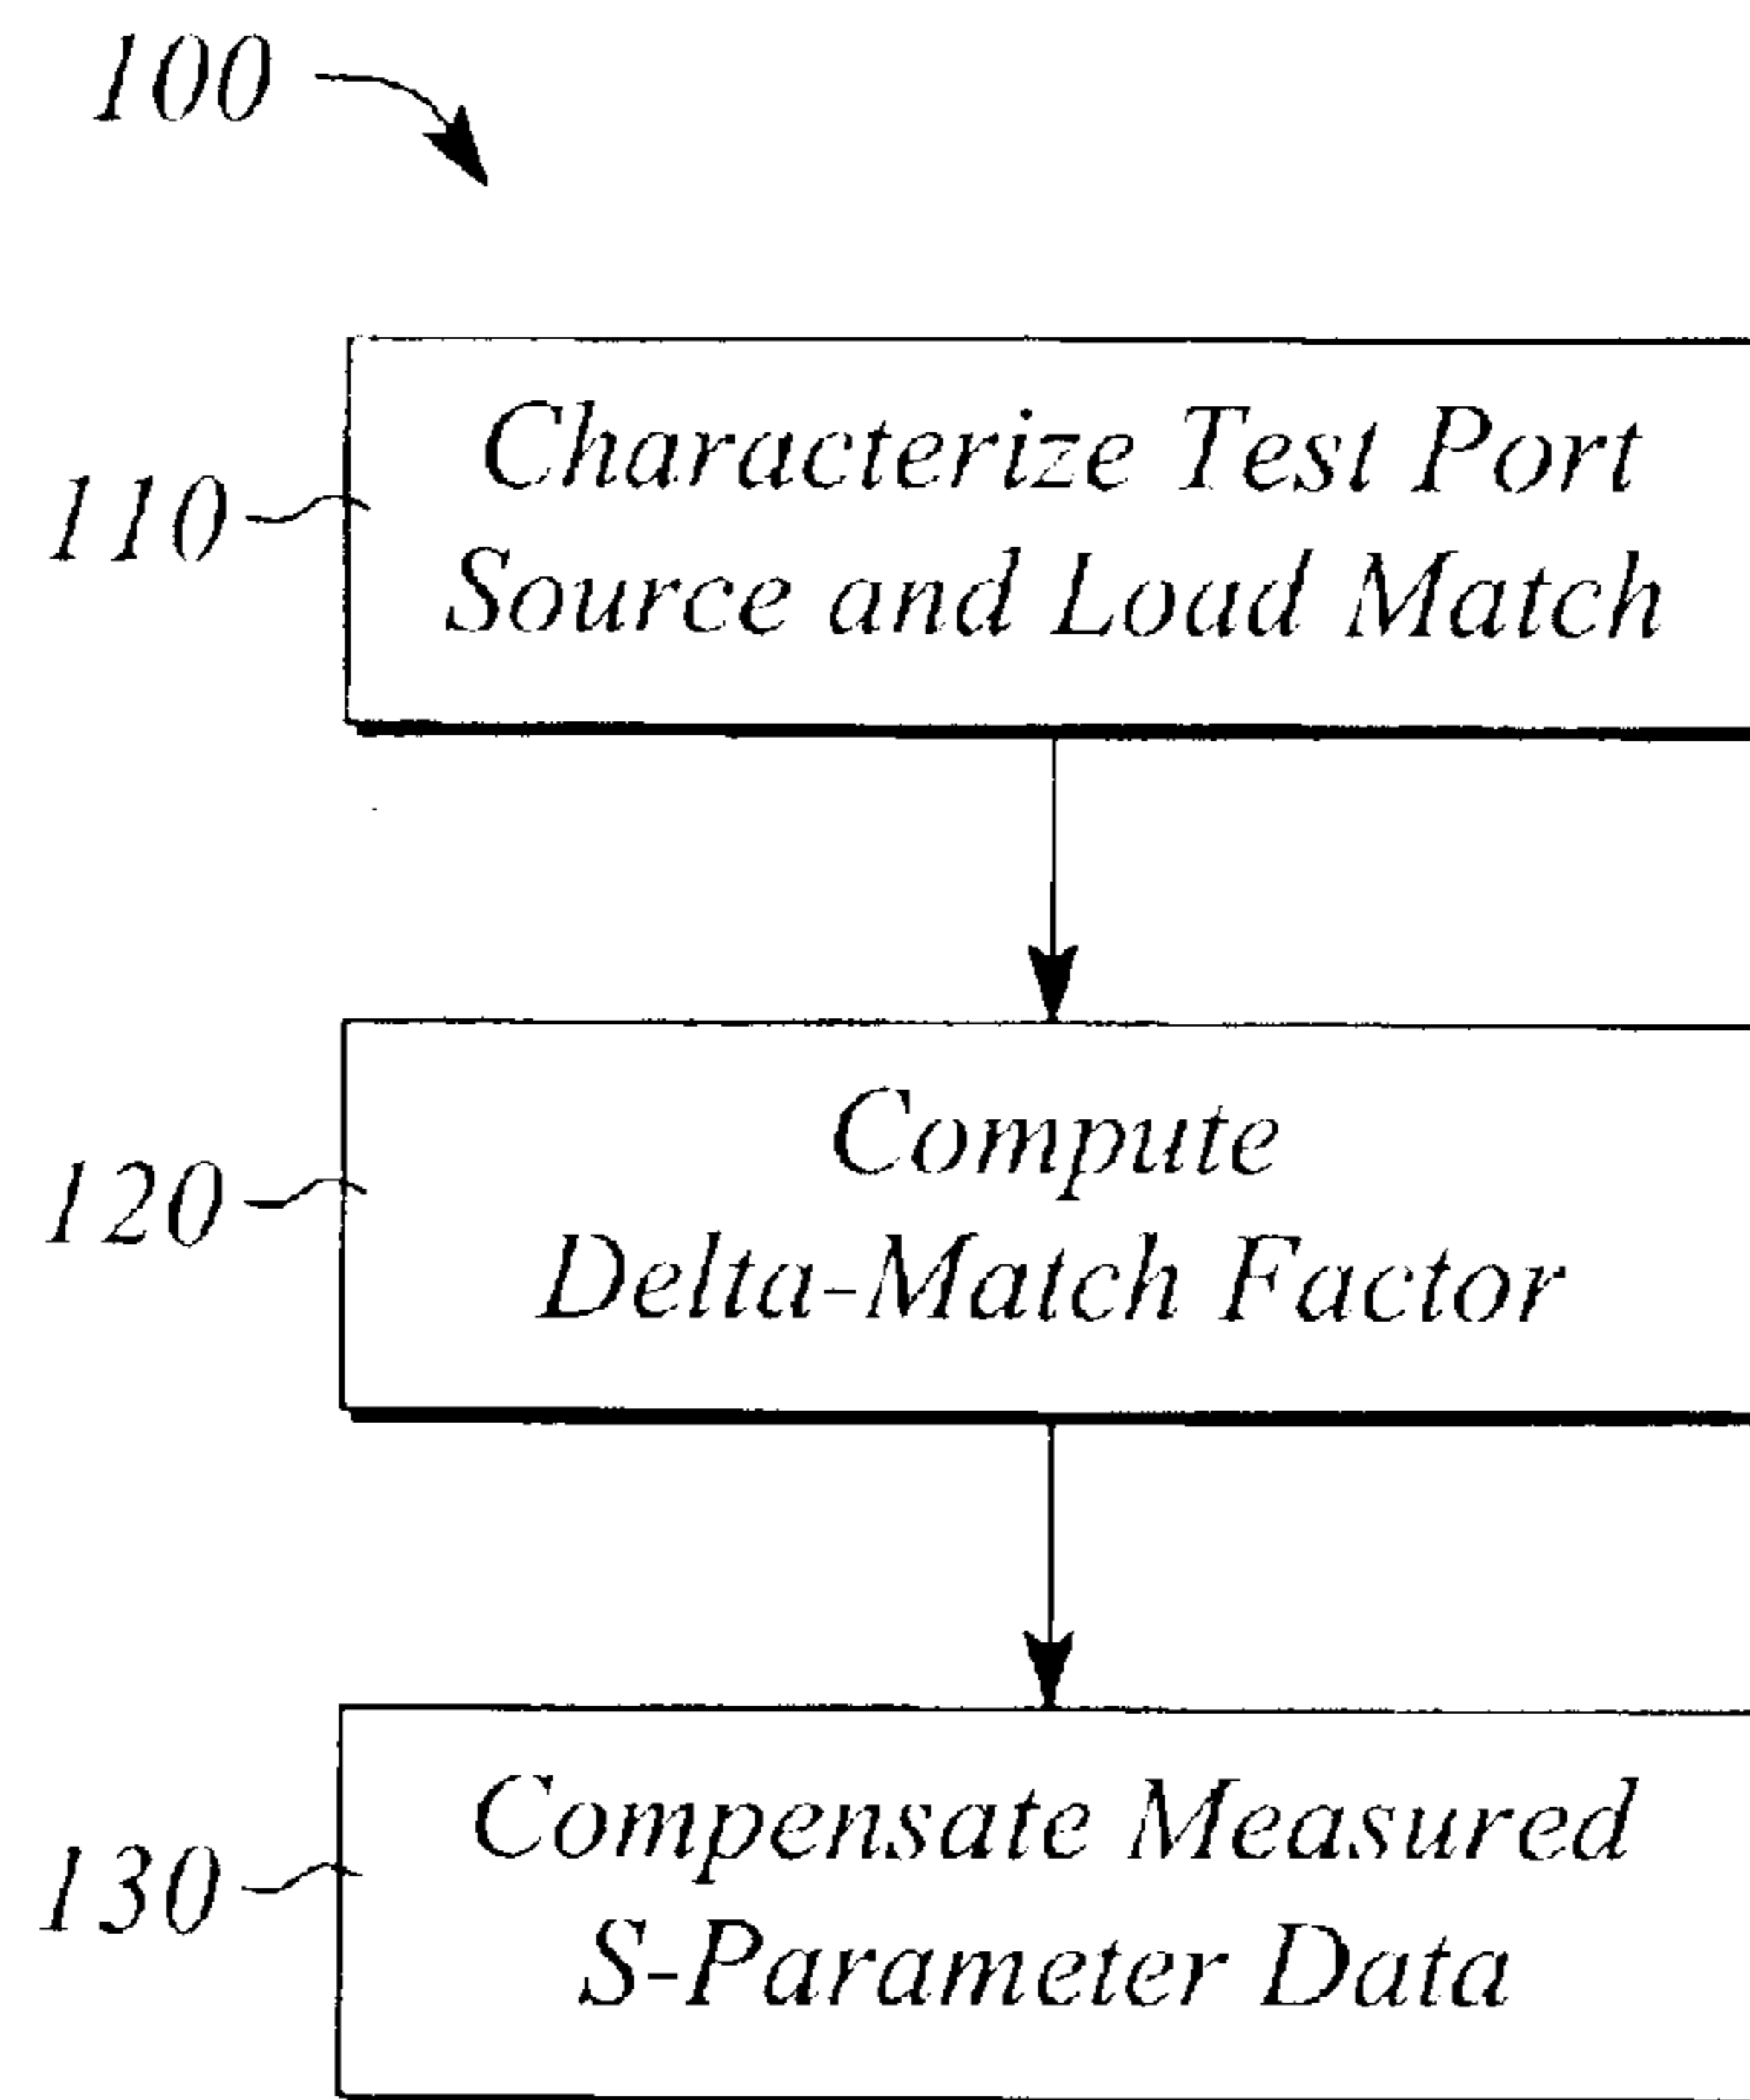 100
110
Characterize Test Port
Source and Load Match
120
Compute
Delta-Match Factor
130
Compensate Measured
S-Parameter Data